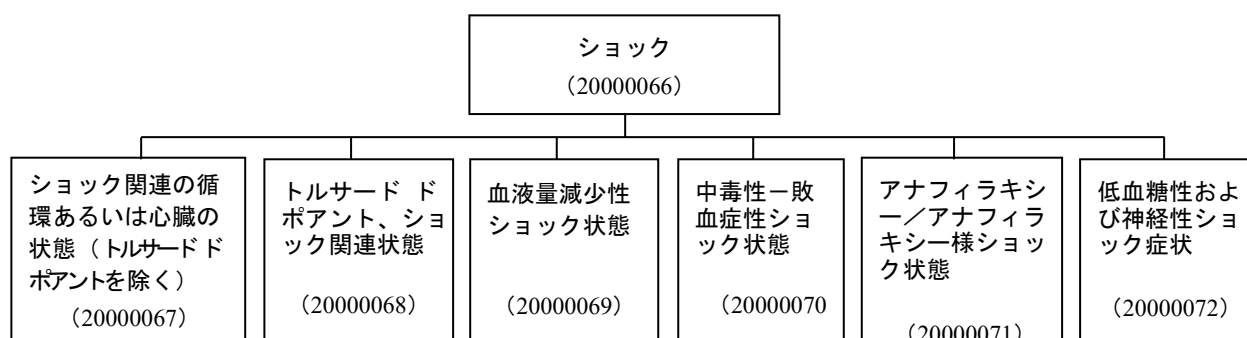 ショック
（20000066）
ショック関連の循
環あるいは心臓の
状態（トルサード ド
ポアントを除く）
（20000067）
トルサード ド
ポアント、ショ
ック関連状態
（20000068）
血液量減少性
ショック状態
（20000069）
中毒性－敗
血症性ショ
ック状態
（20000070
アナフィラキシ
ー／アナフィラ
キシー様ショッ
ク状態
（20000071）
低血糖性およ
び神経性ショ
ック症状
（20000072）